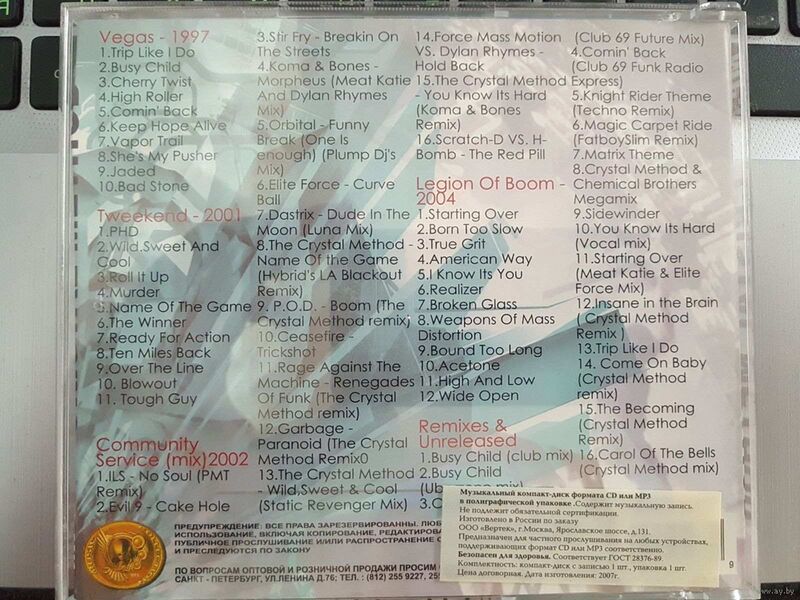 Vegas - 1997
1.Trip Like I Do
2.Busy Child
3.Cherry Twist
4.High Roller
5.Comin' Back
6.Keep Hope Alive
7.Vapor Trail
8.She's My Pusher
9.Jaded
10.Bad Stone
Tweekend - 2001
1.PHD
2.Wild,Sweet And
Cool
3.Roll It Up
4.Murder
5.Name Of The Game
6.The Winner
7.Ready For Action
8.Ten Miles Back
9.Over The Line
10. Blowout
11. Tough Guy
Community
Service (mix)2002
1.ILS - No Soul (PMT
Remix)
2.Evil 9 - Cake Hole
3.Stir Fry - Breakin On
The Streets
4.Koma & Bones -
Morpheus (Meat Katie
And Dylan Rhymes
Mix)
5.Orbital - Funny
Break (One Is
enough) (Plump Dj's
Mix)
6.Elite Force - Curve
Ball
7.Dastrix - Dude In The
Moon (Luna Mix)
8.The Crystal Method -
Name Of the Game
(Hybrid's LA Blackout
Remix)
9. P.O.D. - Boom (The
Crystal Method remix)
10.Ceasefire -
Trickshot
11.Rage Against The
Machine - Renegades
Of Funk (The Crystal
Method remix)
12.Garbage -
Paranoid (The Crystal
Method Remix0
13.The Crystal Method
- Wild,Sweet & Cool
(Static Revenger Mix)
14.Force Mass Motion
VS. Dylan Rhymes -
Hold Back
15.The Crystal Method
- You Know Its Hard
(Koma & Bones
Remix)
16.Scratch-D VS. H-
Bomb - The Red Pill
Legion Of Boom -
2004
1.Starting Over
2.Born Too Slow
3.True Grit
4.American Way
5.I Know Its You
6.Realizer
7.Broken Glass
8.Weapons Of Mass
Distortion
9.Bound Too Long
10.Acetone
11.High And Low
12.Wide Open
Remixes &
Unreleased
1.Busy Child (club mix)
2.Busy Child
3.C
(Club 69 Future Mix)
4.Comin' Back
(Club 69 Funk Radio
Express)
5.Knight Rider Theme
(Techno Remix)
6.Magic Carpet Ride
(FatboySlim Remix)
7.Matrix Theme
8.Crystal Method &
Chemical Brothers
Megamix
9.Sidewinder
10.You Know Its Hard
(Vocal mix)
11.Starting Over
(Meat Katie & Elite
Force Mix)
12.Insane in the Brain
( Crystal Method
Remix )
13.Trip Like I Do
14. Come On Baby
(Crystal Method
remix)
15.The Becoming
(Crystal Method
Remix)
16.Carol Of The Bells
(Crystal Method mix)
ПРЕДУПРЕЖДЕНИЕ: ВСЕ ПРАВА ЗАРЕЗЕРВИРОВАННЫ. ЛЮБ
ИСПОЛЬЗОВАНИЕ, ВКЛЮЧАЯ КОПИРОВАНИЕ, РЕДАКТИРОВА
ПУБЛИЧНОЕ ПРОСЛУШИВАНИЕ И/ИЛИ РАСПРОСТРАНЕНИЕ
И ПРЕСЛЕДУЮТСЯ ПО ЗАКОНУ
ПО ВОПРОСАМ ОПТОВОЙ И РОЗНИЧНОЙ ПРОДАЖИ ПРОСИМ
САНКТ - ПЕТЕРБУРГ, УЛ.ЛЕНИНА Д.76; ТЕЛ. : (812) 255 9227, 255
Музыкальный компакт-диск формата CD или MP3
в полиграфической упаковке .Содержит музыкальную запись.
Не подлежит обязательной сертификации.
Изготовлено в России по заказу
ООО «Вертек», г.Москва, Ярославское шоссе, д.131.
Предназначен для частного прослушивания на любых устройствах,
поддерживающих формат CD или MP3 соответственно.
Безопасен для здоровья. Соответствует ГОСТ 28376-89
Комплектность: компакт-диск с записью 1 шт., упаковка 1 шт.
Цена договорная. Дата изготовления: 2007г.
9
www.ay.by